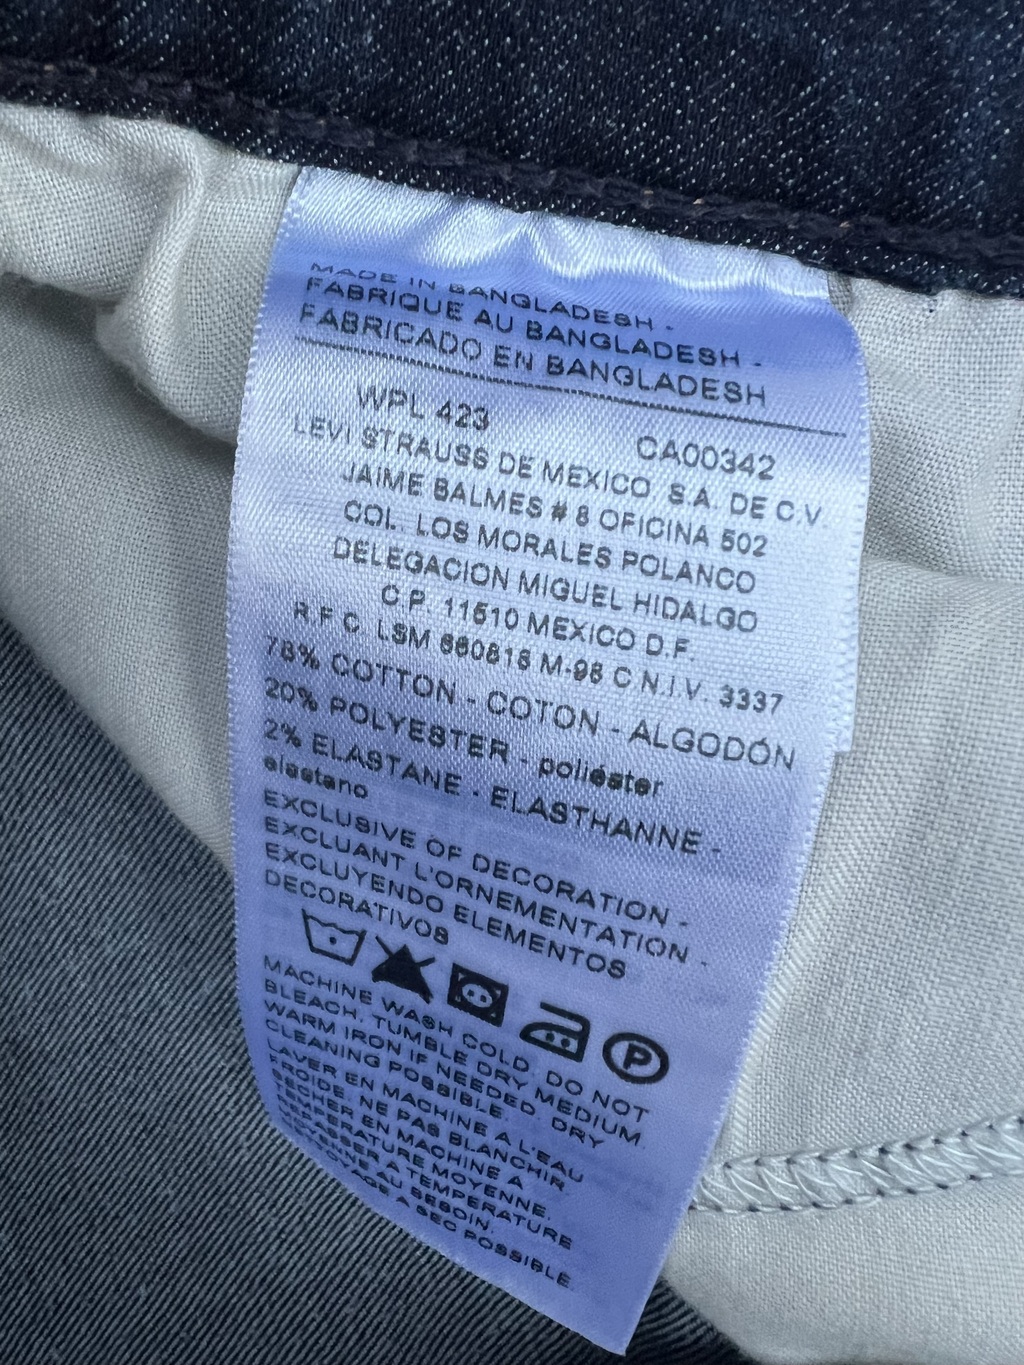 MADE IN BANGLADESH -
FABRIQUE AU BANGLADESH -
FABRICADO EN BANGLADESH
WPL 423 CA00342
LEVI STRAUSS DE MEXICO S.A. DE C.V.
JAIME BALMES # 8 OFICINA 502
COL. LOS MORALES POLANCO
DELEGACION MIGUEL HIDALGO
C.P. 11510 MEXICO D.F.
R.F.C. LSM 660816 M-98 C.N.I.V. 3337
78% COTTON - COTON - ALGODÓN
20% POLYESTER - poliéster
2% ELASTANE - ELASTHANNE -
elastano
EXCLUSIVE OF DECORATION -
EXCLUANT L'ORNEMENTATION -
EXCLUYENDO ELEMENTOS
DECORATIVOS
P
MACHINE WASH COLD. DO NOT
BLEACH. TUMBLE DRY MEDIUM.
WARM IRON IF NEEDED. DRY
CLEANING POSSIBLE.
LAVER EN MACHINE A L'EAU
FROIDE. NE PAS BLANCHIR.
SECHER EN MACHINE A
TEMPERATURE MOYENNE.
REPASSER A TEMPERATURE
MOYENNE AU BESOIN.
NETTOYAGE A SEC POSSIBLE.